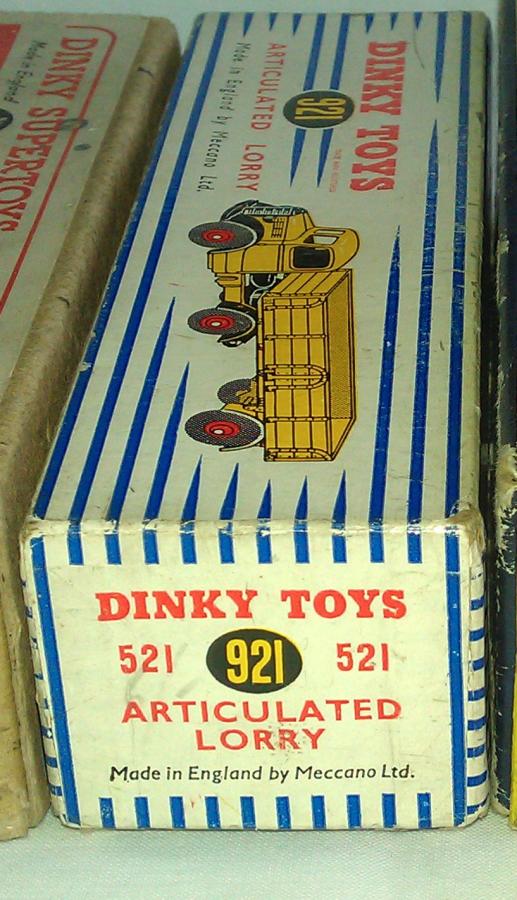 DINKY SUPERTOYS
Made in England
DINKY TOYS
921
ARTICULATED LORRY
Made in England by Meccano Ltd.
DINKY TOYS
521 921 521
ARTICULATED
LORRY
Made in England by Meccano Ltd.